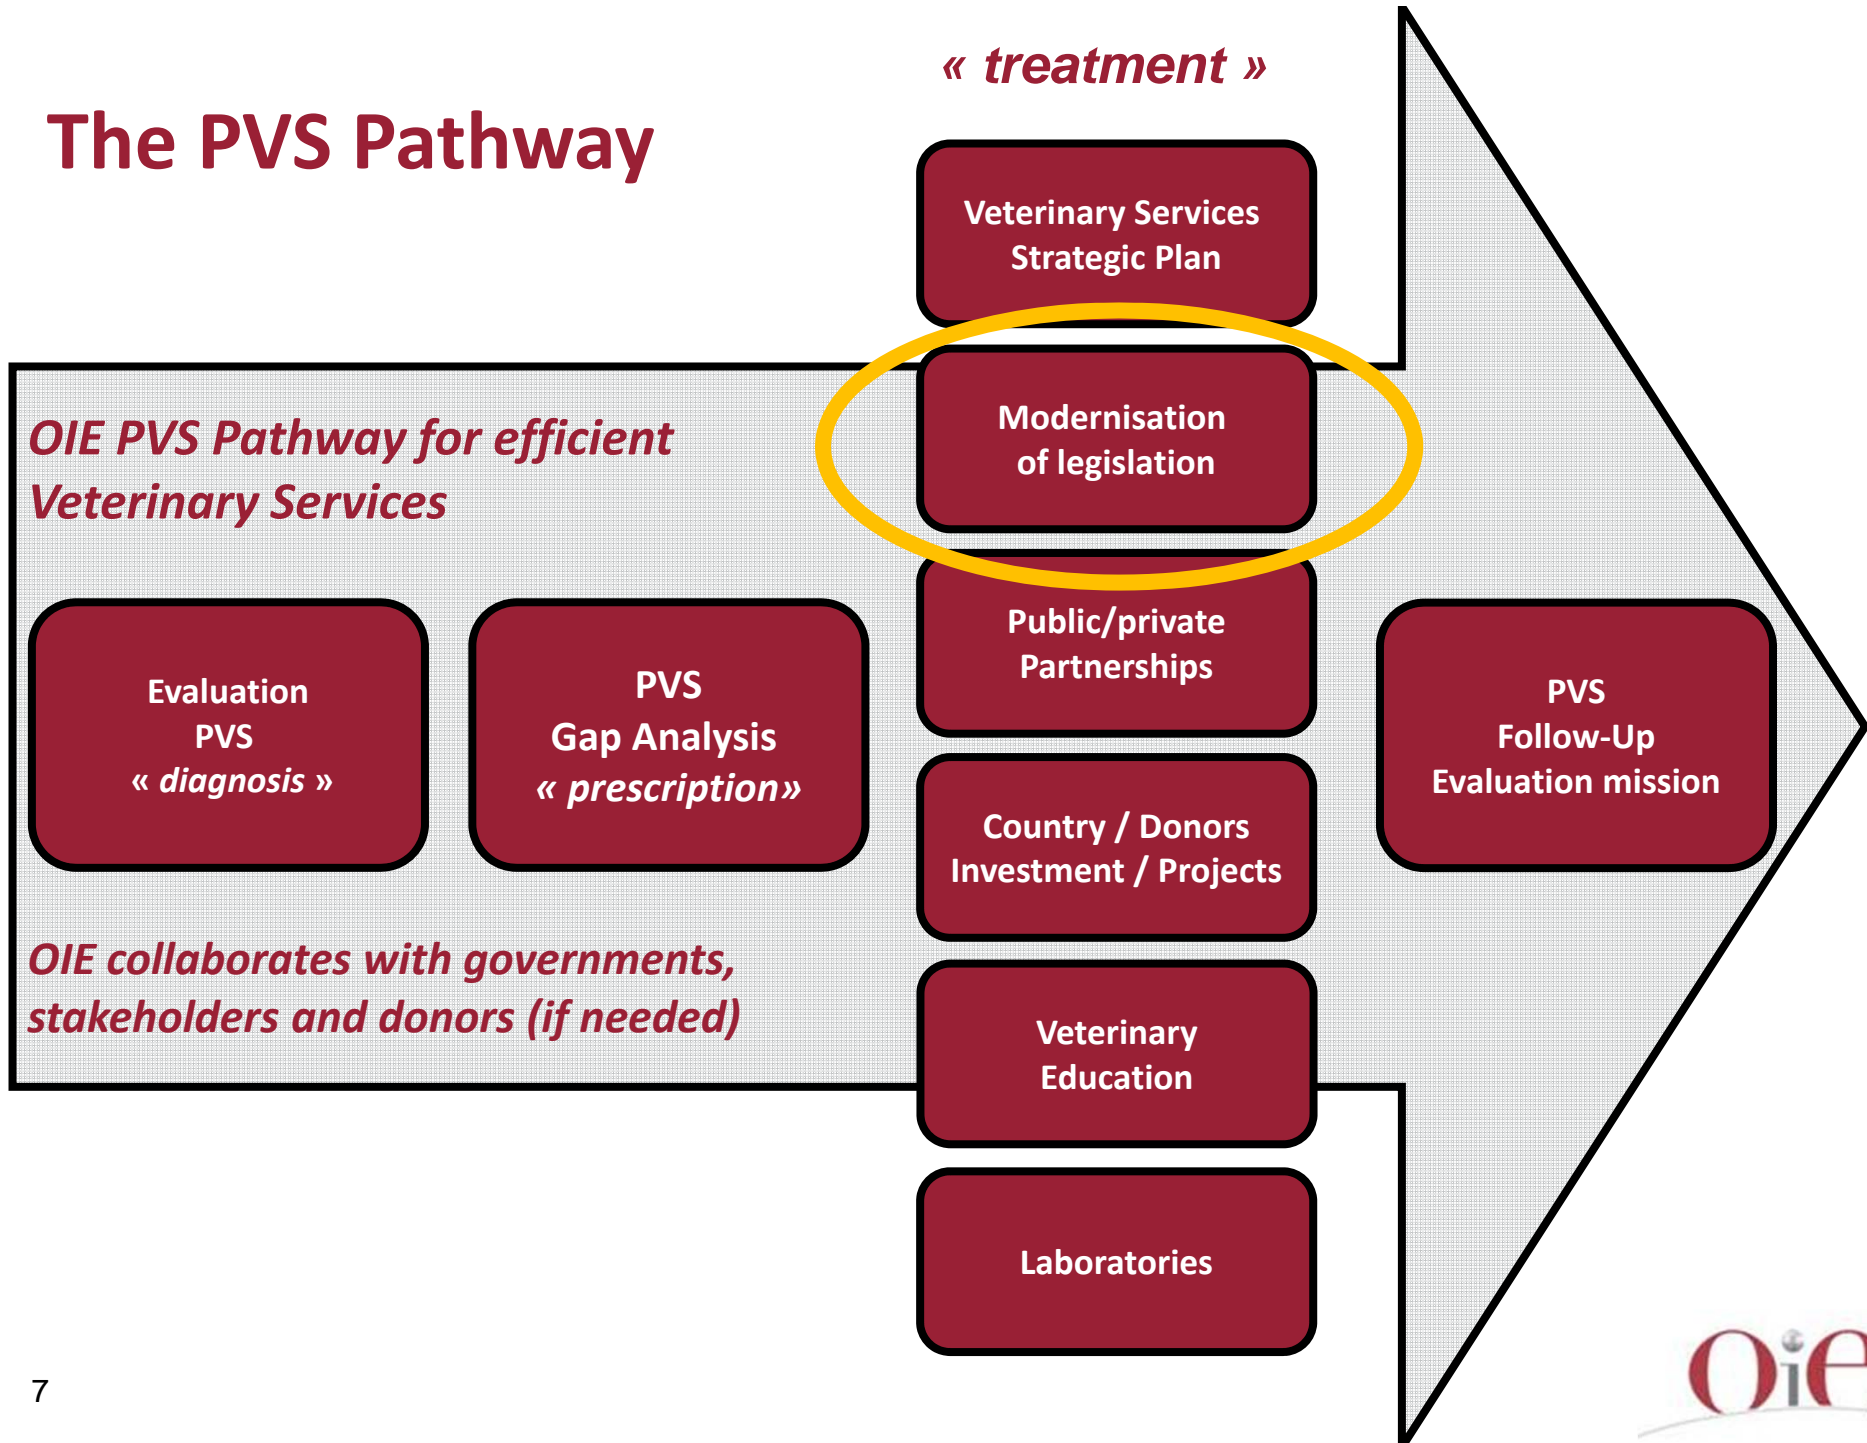 « treatment »
The PVS Pathway
Veterinary Services
Strategic Plan
Modernisation
of legislation
OIE PVS Pathway for efficient
Veterinary Services
Public/private
Partnerships
Evaluation
PVS
« diagnosis »
PVS
Gap Analysis
« prescription»
PVS
Follow-Up
Evaluation mission
Country / Donors
Investment / Projects
OIE collaborates with governments,
stakeholders and donors (if needed)
Veterinary
Education
Laboratories
7
Oie